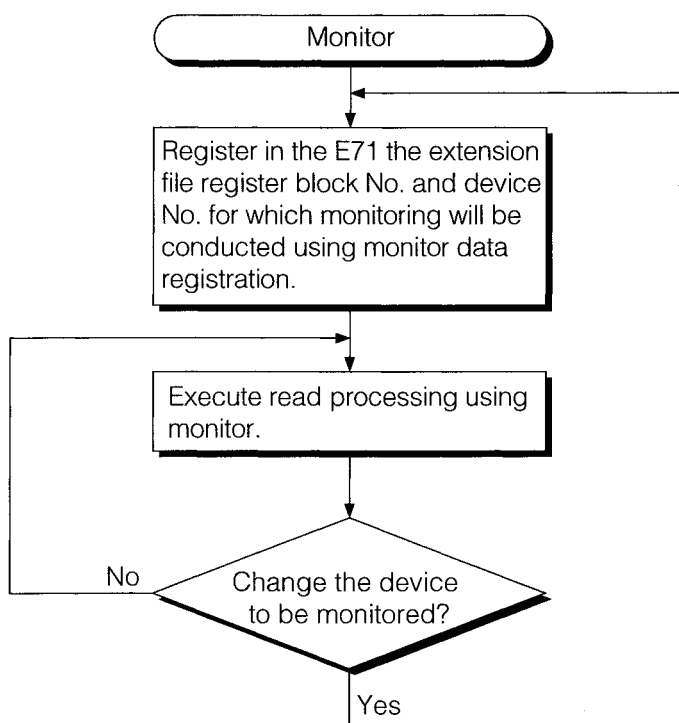 Monitor
Register in the E71 the extension
file register block No. and device
No. for which monitoring will be
conducted using monitor data
registration.
Execute read processing using
monitor.
No
Change the device
to be monitored?
Yes